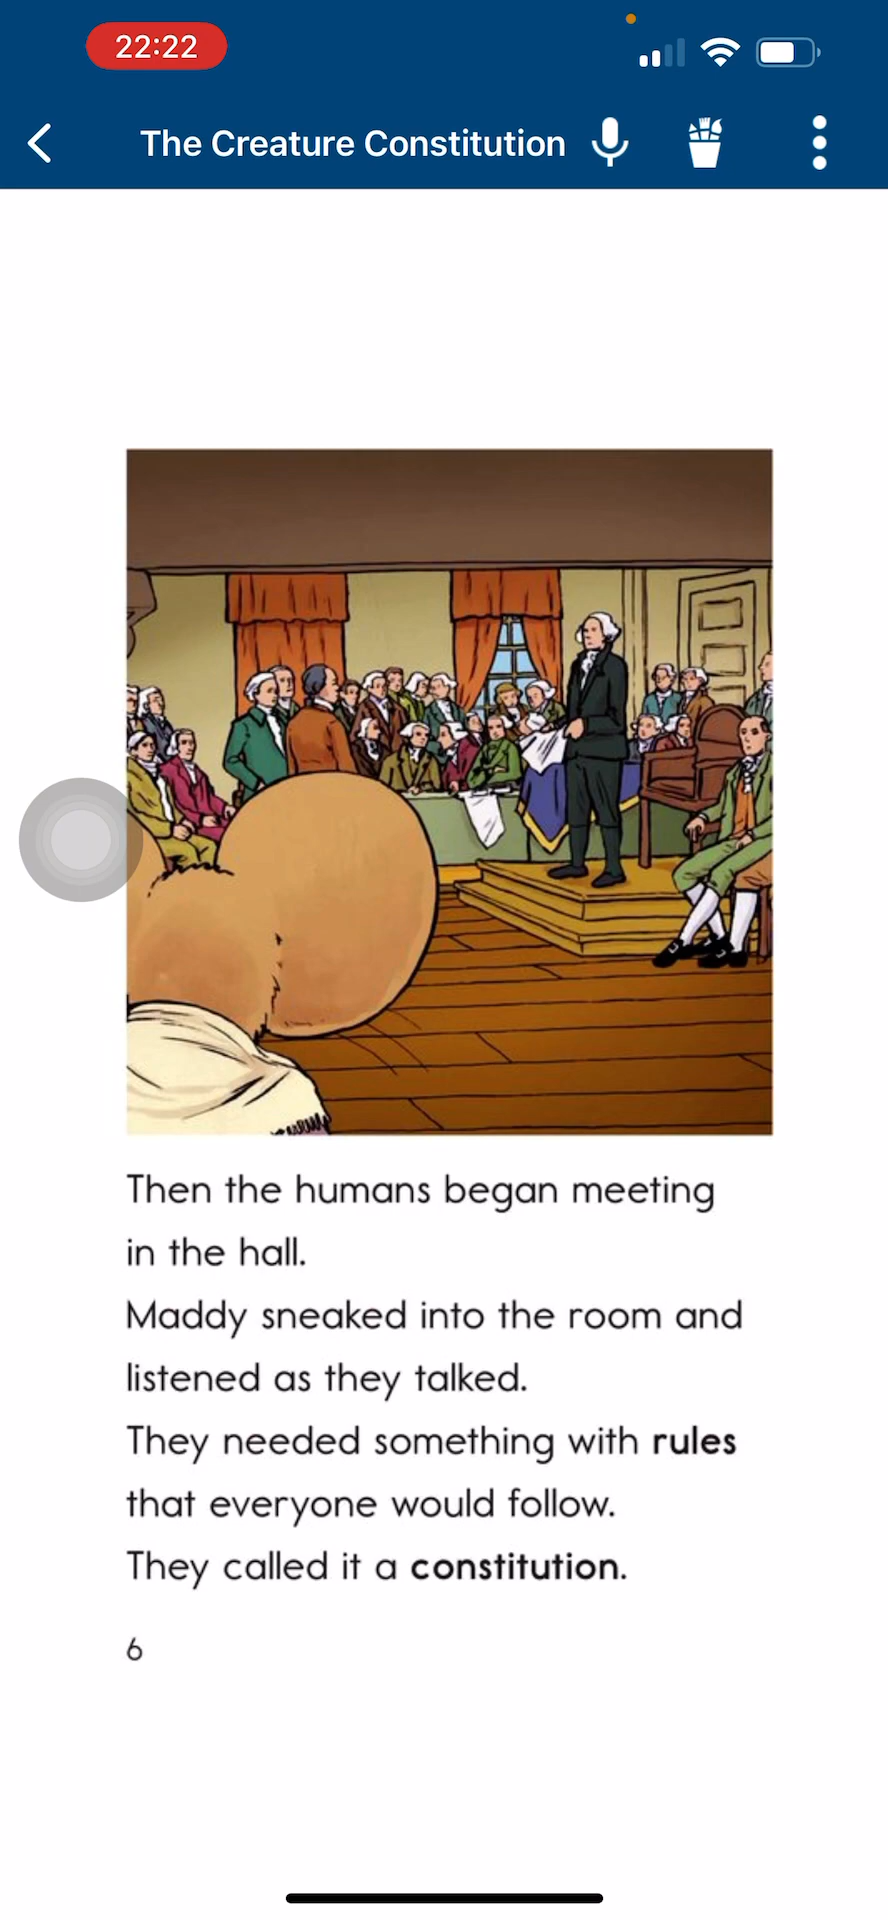 22:22
The Creature Constitution
Then the humans began meeting
in the hall.
Maddy sneaked into the room and
listened as they talked.
They needed something with rules
that everyone would follow.
They called it a constitution.
6